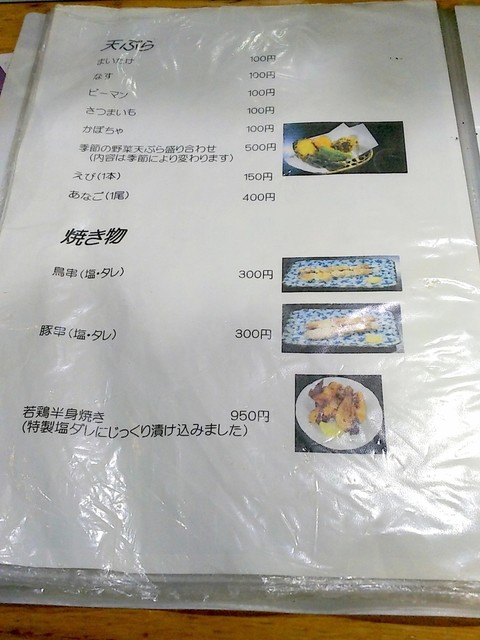 天ぷら
まいたけ 100円
なす 100円
ピーマン 100円
さつまいも 100円
かぼちゃ 100円
季節の野菜天ぷら盛り合わせ 500円
(内容は季節により変わります)
えび(1本) 150円
あなご(1尾) 400円
焼き物
鳥串(塩・タレ) 300円
豚串(塩・タレ) 300円
若鶏半身焼き 950円
(特製塩ダレにじっくり漬け込みました)